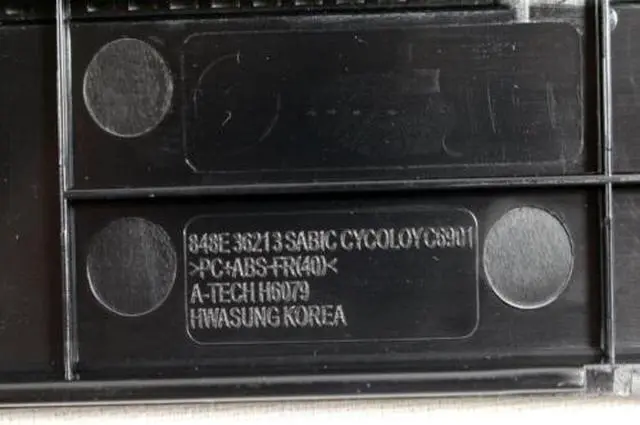 848E 36213 SABIC CYCOLOY C6901
>PC+ABS-FR(40)<
A-TECH H6079
HWASUNG KOREA